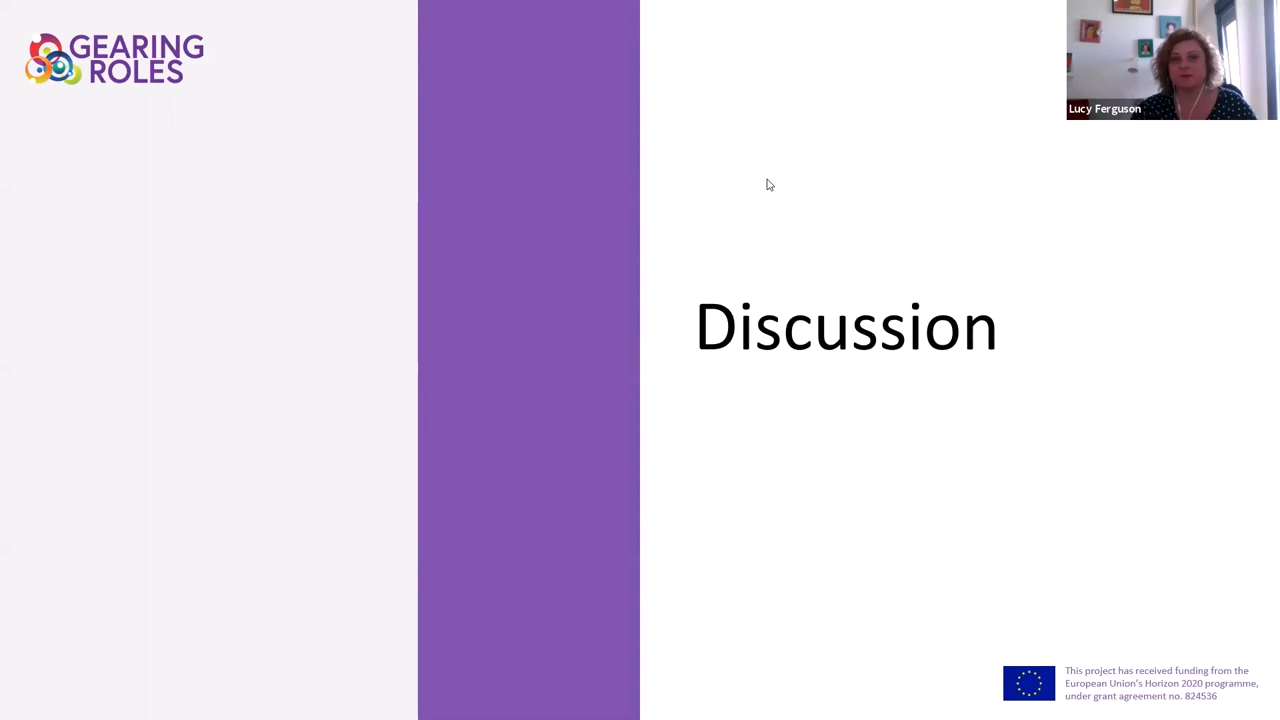 GEARING
ROLES
Lucy Ferguson
Discussion
This project has received funding from the
European Union's Horizon 2020 programme,
under grant agreement no. 824536